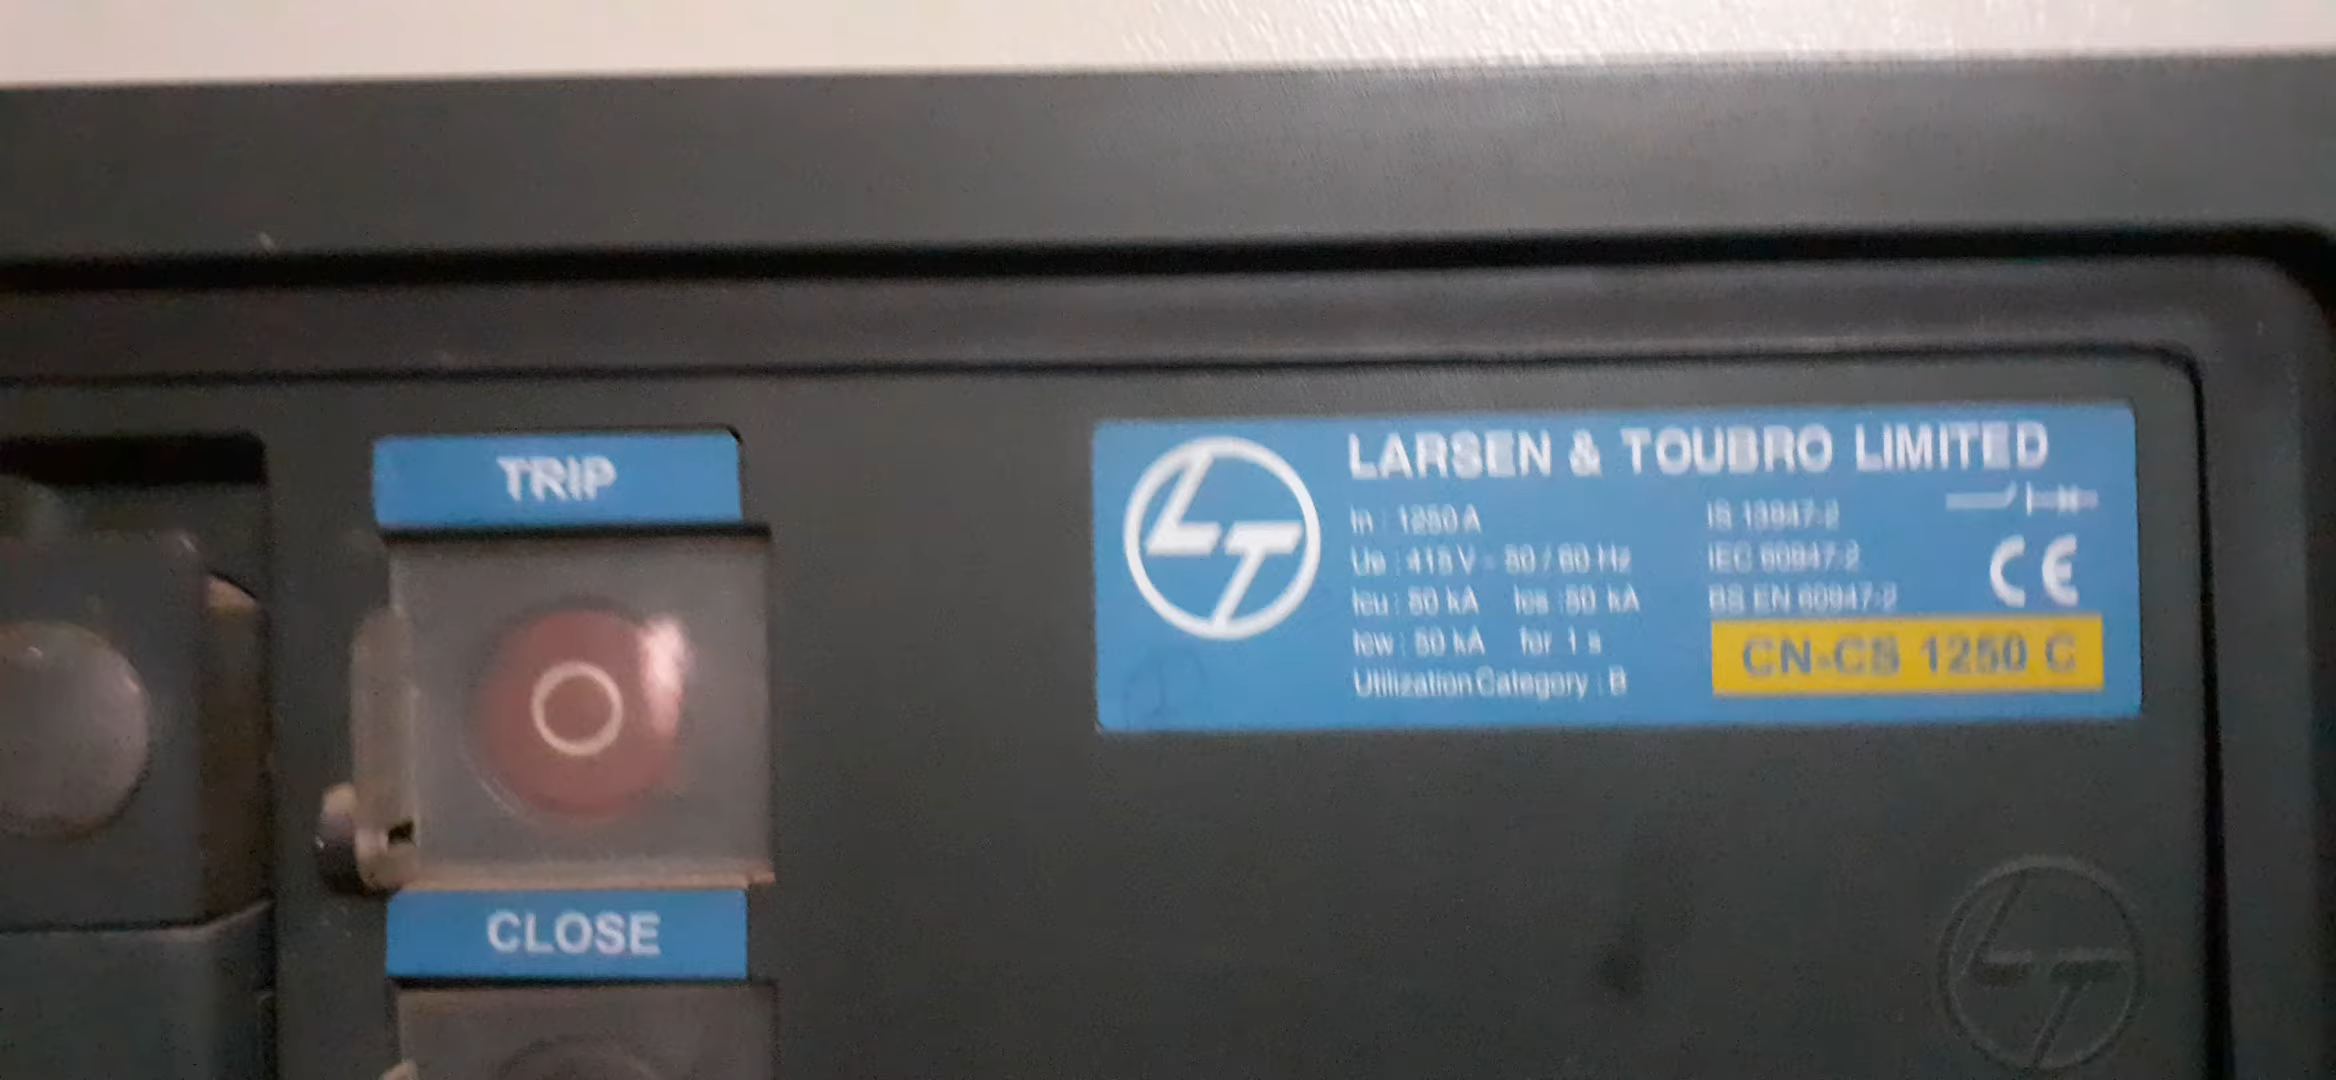 TRIP
CLOSE
LT
LARSEN & TOUBRO LIMITED
In : 1250 A
Ue : 415 V - 50 / 60 Hz
Icu : 50 kA Ics : 50 kA
Icw : 50 kA for 1 s
Utilization Category : B
IS 13947-2
IEC 60947-2
BS EN 60947-2
CE
CN-CS 1250 C
LT